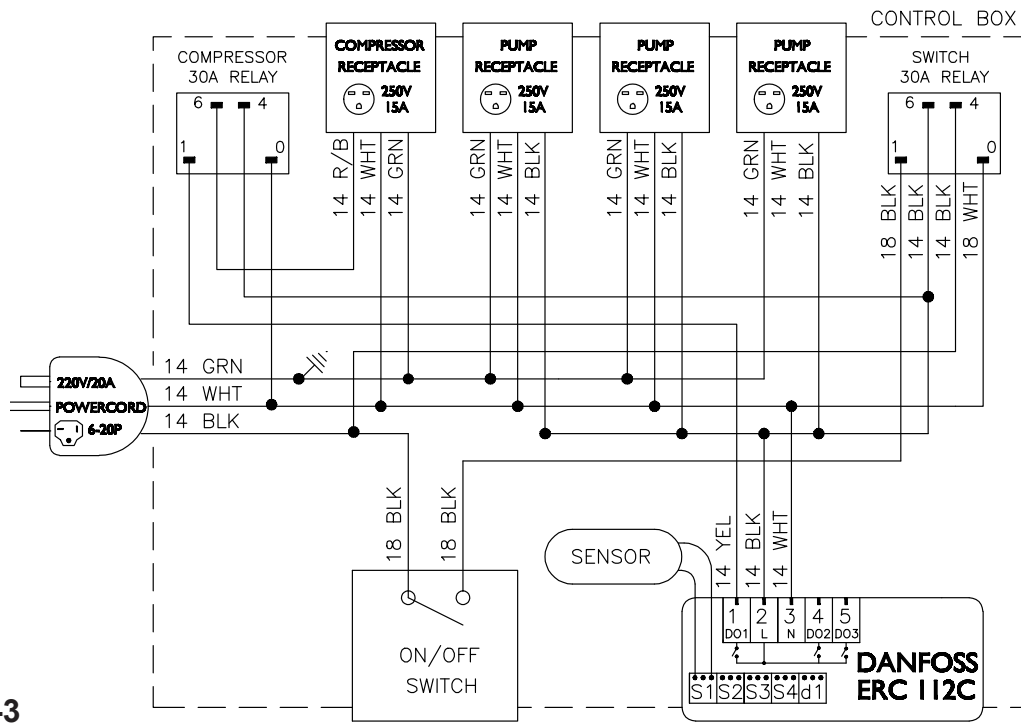 CONTROL BOX
COMPRESSOR
30A RELAY
6 4
1 0
COMPRESSOR
RECEPTACLE
250V
15A
PUMP
RECEPTACLE
250V
15A
PUMP
RECEPTACLE
250V
15A
PUMP
RECEPTACLE
250V
15A
SWITCH
30A RELAY
6 4
1 0
14 R/B
14 WHT
14 GRN
14 GRN
14 WHT
14 BLK
14 GRN
14 WHT
14 BLK
14 GRN
14 WHT
14 BLK
18 BLK
14 BLK
14 BLK
18 WHT
220V/20A
POWERCORD
6-20P
14 GRN
14 WHT
14 BLK
18 BLK
18 BLK
ON/OFF
SWITCH
SENSOR
14 YEL
14 BLK
14 WHT
1 2 3 4 5
DO1 L N DO2 DO3
S1 S2 S3 S4 d1
DANFOSS
ERC 112C
-3